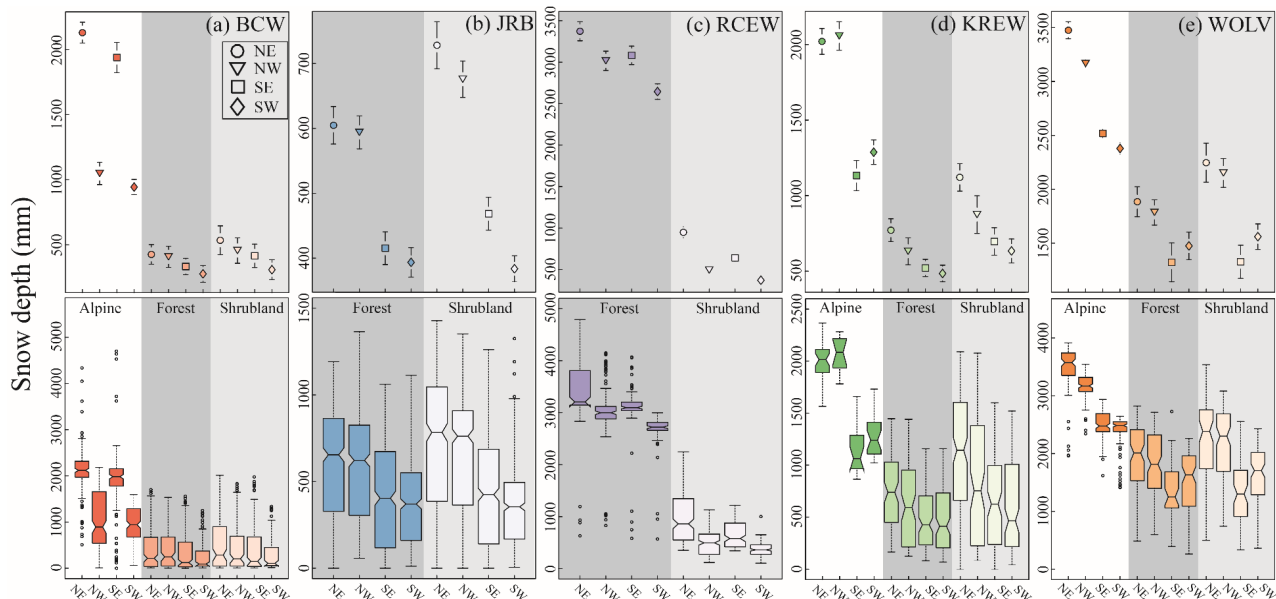 (a) BCW
(b) JRB
(c) RCEW
(d) KREW
(e) WOLV
NE
NW
SE
SW
Snow depth (mm)
500 1000 1500 2000
400 500 600 700
500 1000 1500 2000 2500 3000 3500
500 1000 1500 2000
1500 2000 2500 3000 3500
Alpine Forest Shrubland
Forest Shrubland
Forest Shrubland
Alpine Forest Shrubland
Alpine Forest Shrubland
0 1000 2000 3000 4000 5000
0 500 1000 1500
0 1000 2000 3000 4000 5000
0 500 1000 1500 2000 2500
0 1000 2000 3000 4000
NE NW SE SW NE NW SE SW NE NW SE SW
NE NW SE SW NE NW SE SW
NE NW SE SW NE NW SE SW
NE NW SE SW NE NW SE SW NE NW SE SW
NE NW SE SW NE NW SE SW NE NW SE SW